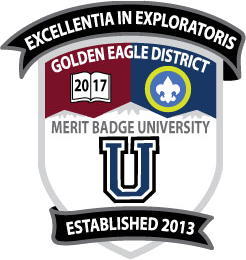 EXCELLENTIA IN EXPLORATORIS
GOLDEN EAGLE DISTRICT
2017
MERIT BADGE UNIVERSITY
U
ESTABLISHED 2013